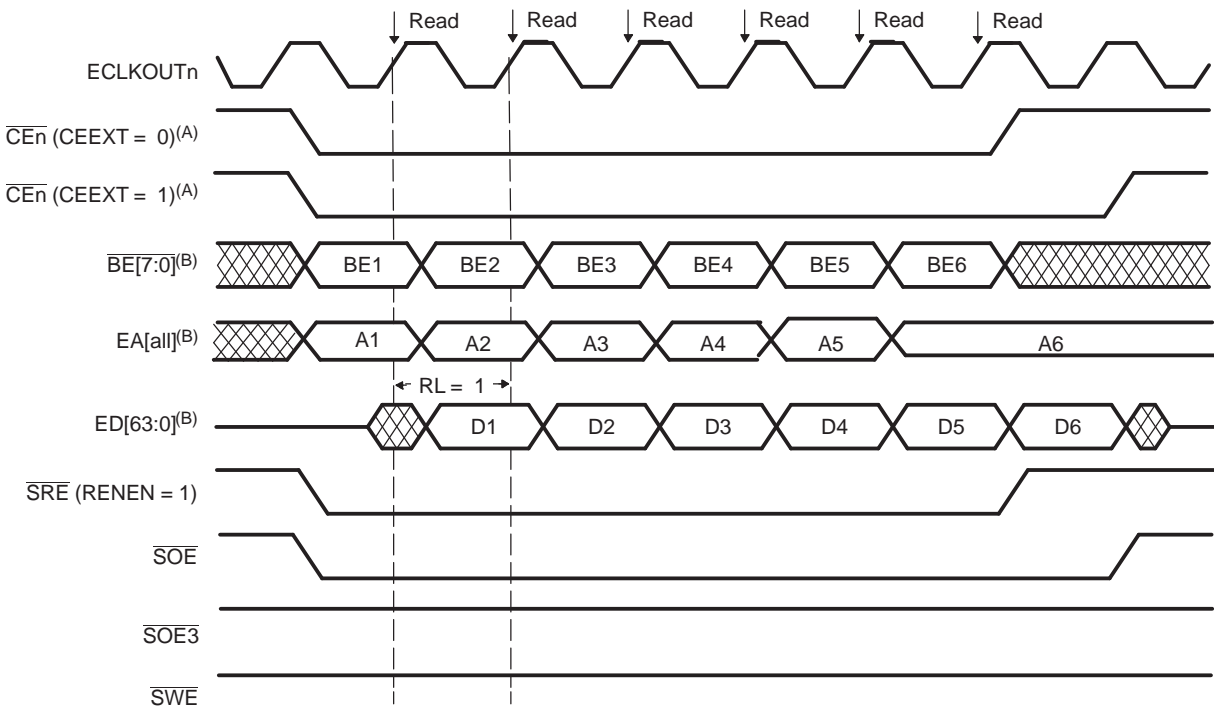 Read Read Read Read Read Read
ECLKOUTn
CEn (CEEXT = 0)(A)
CEn (CEEXT = 1)(A)
BE[7:0](B) BE1 BE2 BE3 BE4 BE5 BE6
EA[all](B) A1 A2 A3 A4 A5 A6
RL = 1
ED[63:0](B) D1 D2 D3 D4 D5 D6
SRE (RENEN = 1)
SOE
SOE3
SWE